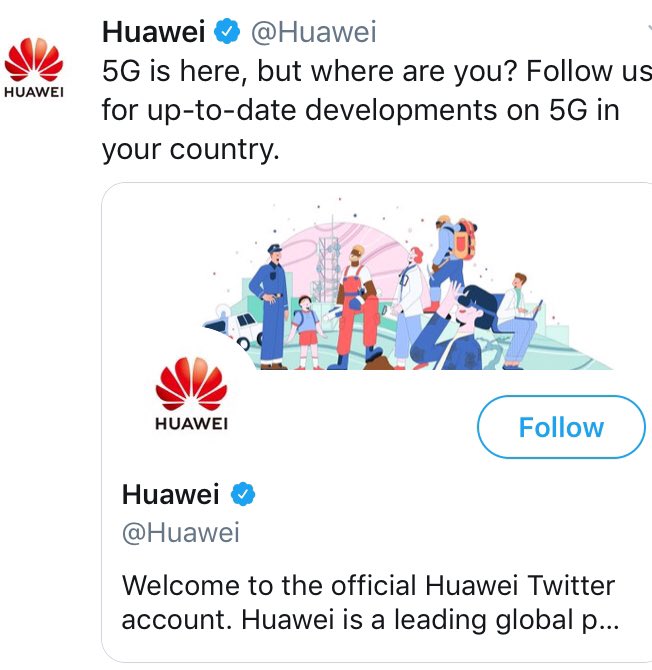 Huawei @Huawei
HUAWEI
5G is here, but where are you? Follow us
for up-to-date developments on 5G in
your country.
HUAWEI
Follow
Huawei
@Huawei
Welcome to the official Huawei Twitter
account. Huawei is a leading global p...